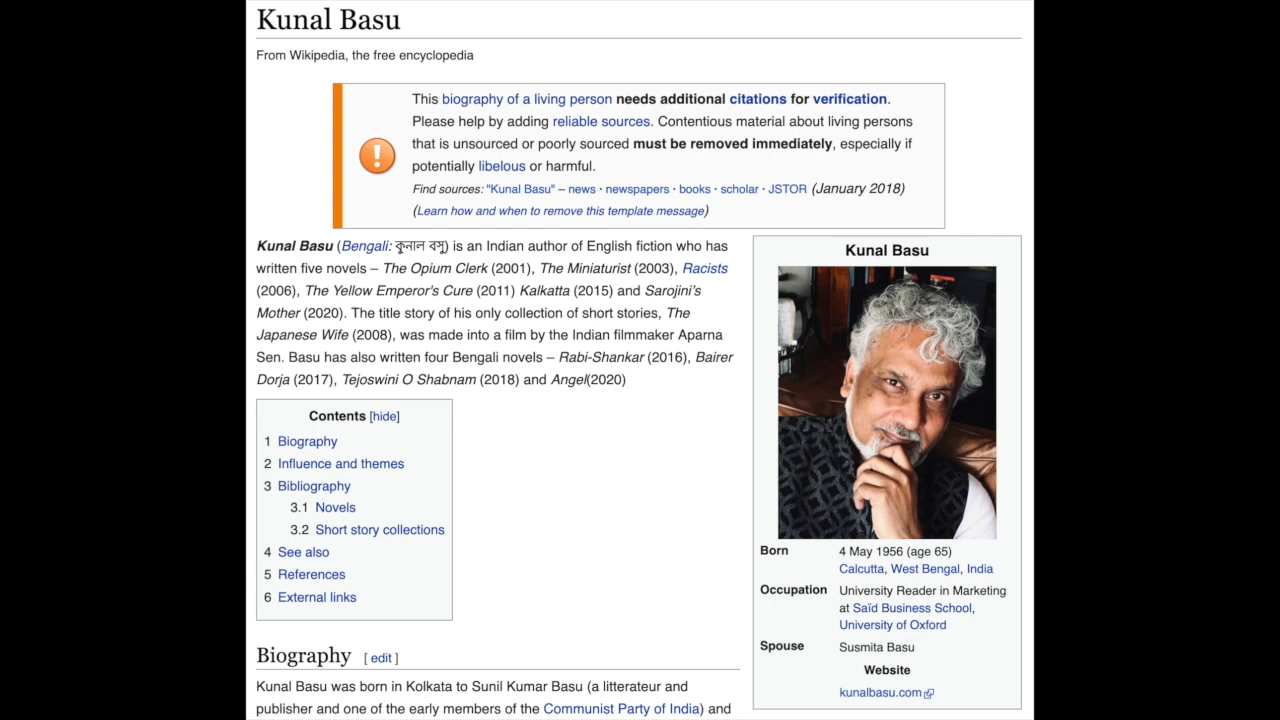 Kunal Basu
From Wikipedia, the free encyclopedia
This biography of a living person needs additional citations for verification.
Please help by adding reliable sources. Contentious material about living persons
that is unsourced or poorly sourced must be removed immediately, especially if
potentially libelous or harmful.
Find sources: "Kunal Basu" – news · newspapers · books · scholar · JSTOR (January 2018)
(Learn how and when to remove this template message)
Kunal Basu (Bengali: কুনাল বসু) is an Indian author of English fiction who has
written five novels – The Opium Clerk (2001), The Miniaturist (2003), Racists
(2006), The Yellow Emperor's Cure (2011) Kalkatta (2015) and Sarojini's
Mother (2020). The title story of his only collection of short stories, The
Japanese Wife (2008), was made into a film by the Indian filmmaker Aparna
Sen. Basu has also written four Bengali novels – Rabi-Shankar (2016), Bairer
Dorja (2017), Tejoswini O Shabnam (2018) and Angel(2020)
Contents [hide]
1 Biography
2 Influence and themes
3 Bibliography
3.1 Novels
3.2 Short story collections
4 See also
5 References
6 External links
Biography [ edit ]
Kunal Basu was born in Kolkata to Sunil Kumar Basu (a litterateur and
publisher and one of the early members of the Communist Party of India) and
Kunal Basu
Born 4 May 1956 (age 65)
Calcutta, West Bengal, India
Occupation University Reader in Marketing
at Saïd Business School,
University of Oxford
Spouse Susmita Basu
Website
kunalbasu.com